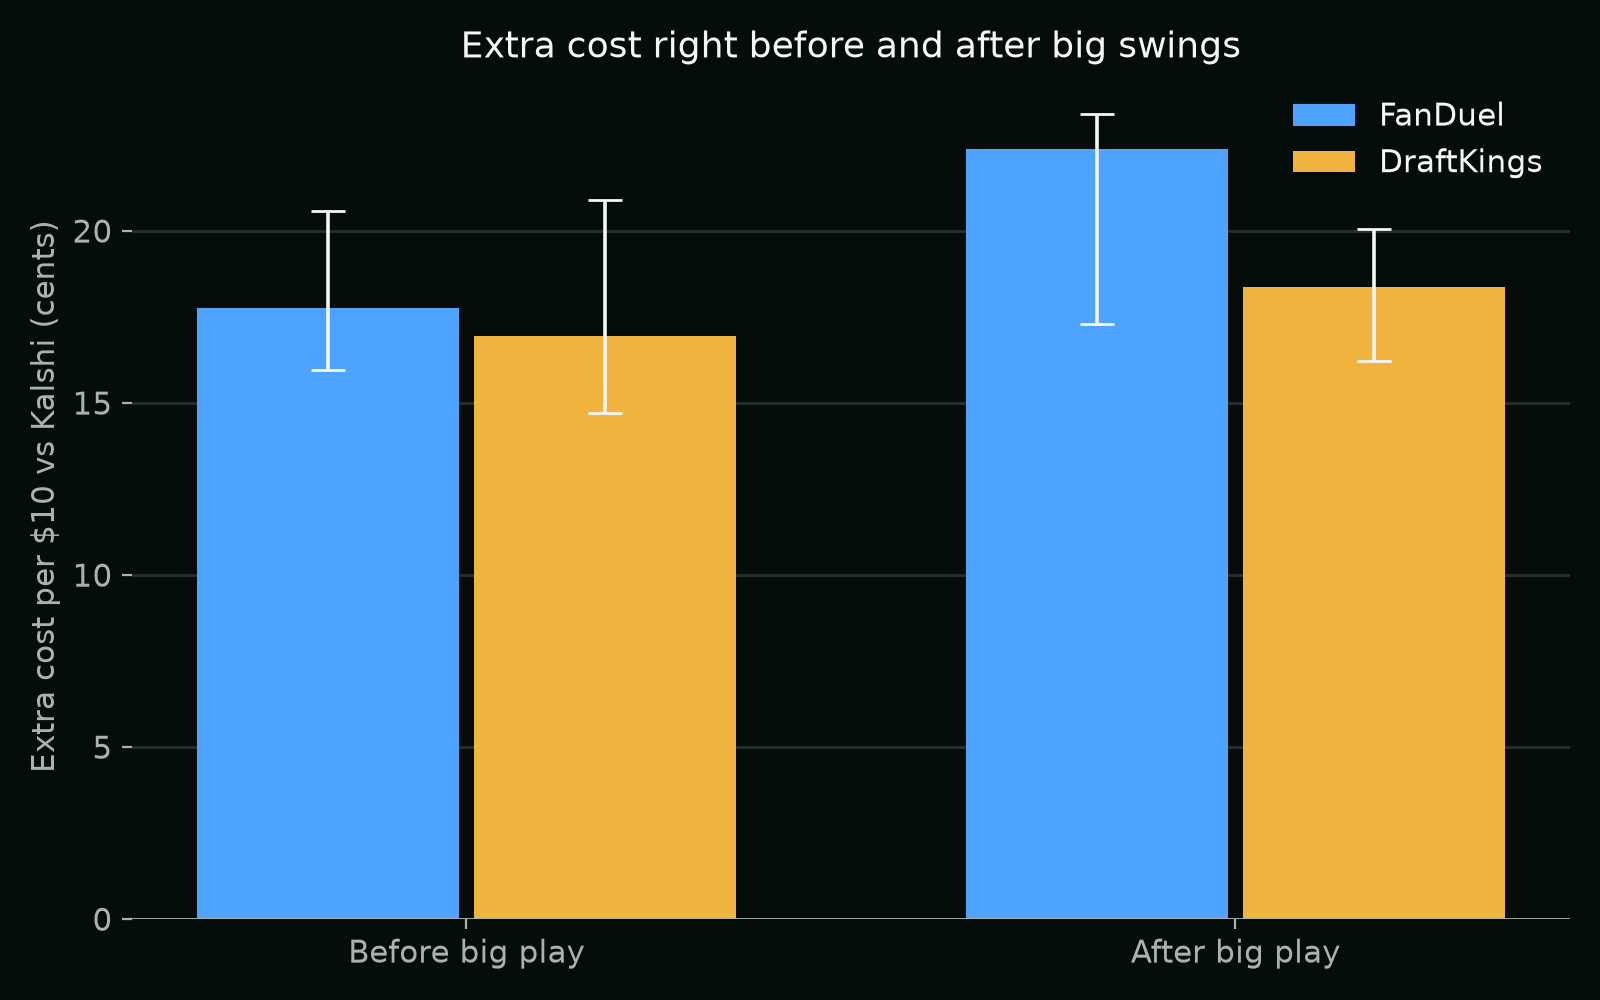 Extra cost right before and after big swings
FanDuel
DraftKings
Extra cost per $10 vs Kalshi (cents)
20
15
10
5
0
Before big play
After big play